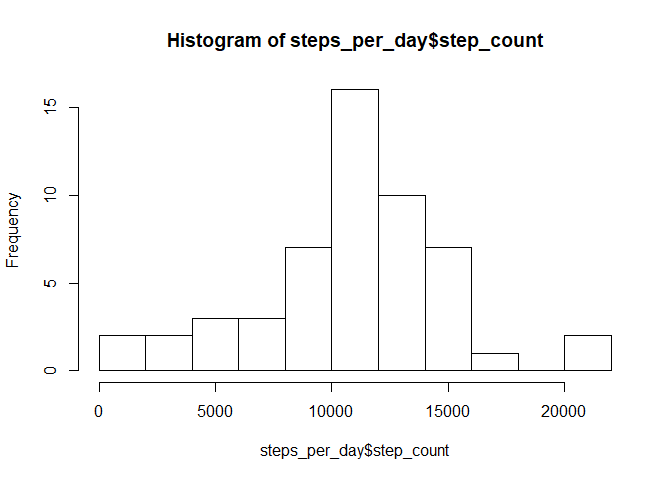 Histogram of steps_per_day$step_count
Frequency
15
10
5
0
0 5000 10000 15000 20000
steps_per_day$step_count